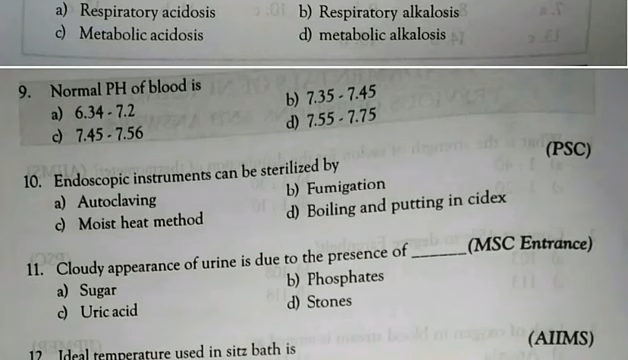 a) Respiratory acidosis b) Respiratory alkalosis
c) Metabolic acidosis d) metabolic alkalosis
9. Normal PH of blood is
a) 6.34 - 7.2 b) 7.35 - 7.45
c) 7.45 - 7.56 d) 7.55 - 7.75
(PSC)
10. Endoscopic instruments can be sterilized by
a) Autoclaving b) Fumigation
c) Moist heat method d) Boiling and putting in cidex
11. Cloudy appearance of urine is due to the presence of ______(MSC Entrance)
a) Sugar b) Phosphates
c) Uric acid d) Stones
(AIIMS)
12 Ideal temperature used in sitz bath is